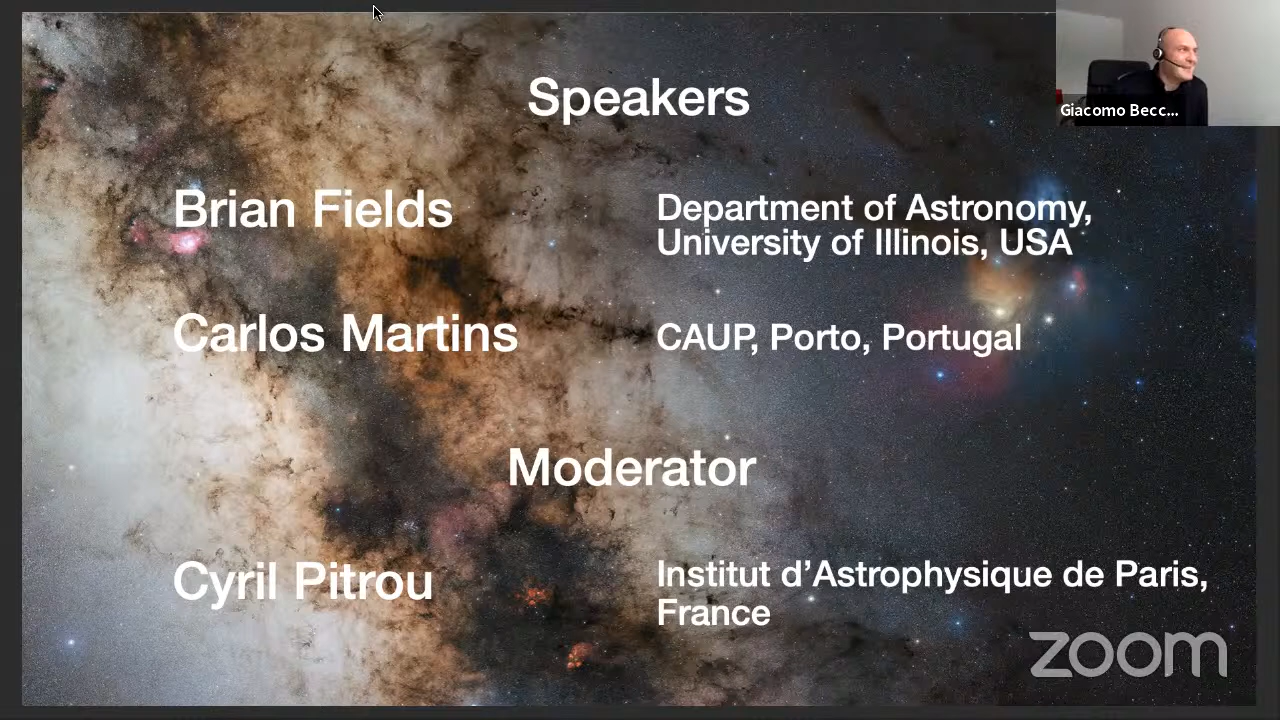 Speakers
Giacomo Becc...
Brian Fields
Department of Astronomy,
University of Illinois, USA
Carlos Martins
CAUP, Porto, Portugal
Moderator
Cyril Pitrou
Institut d’Astrophysique de Paris,
France
zoom